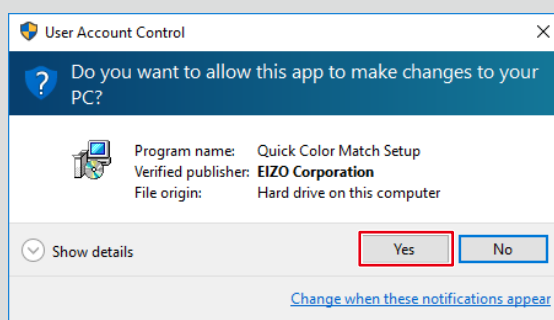 User Account Control
Do you want to allow this app to make changes to your
PC?
Program name: Quick Color Match Setup
Verified publisher: EIZO Corporation
File origin: Hard drive on this computer
Show details
Yes
No
Change when these notifications appear